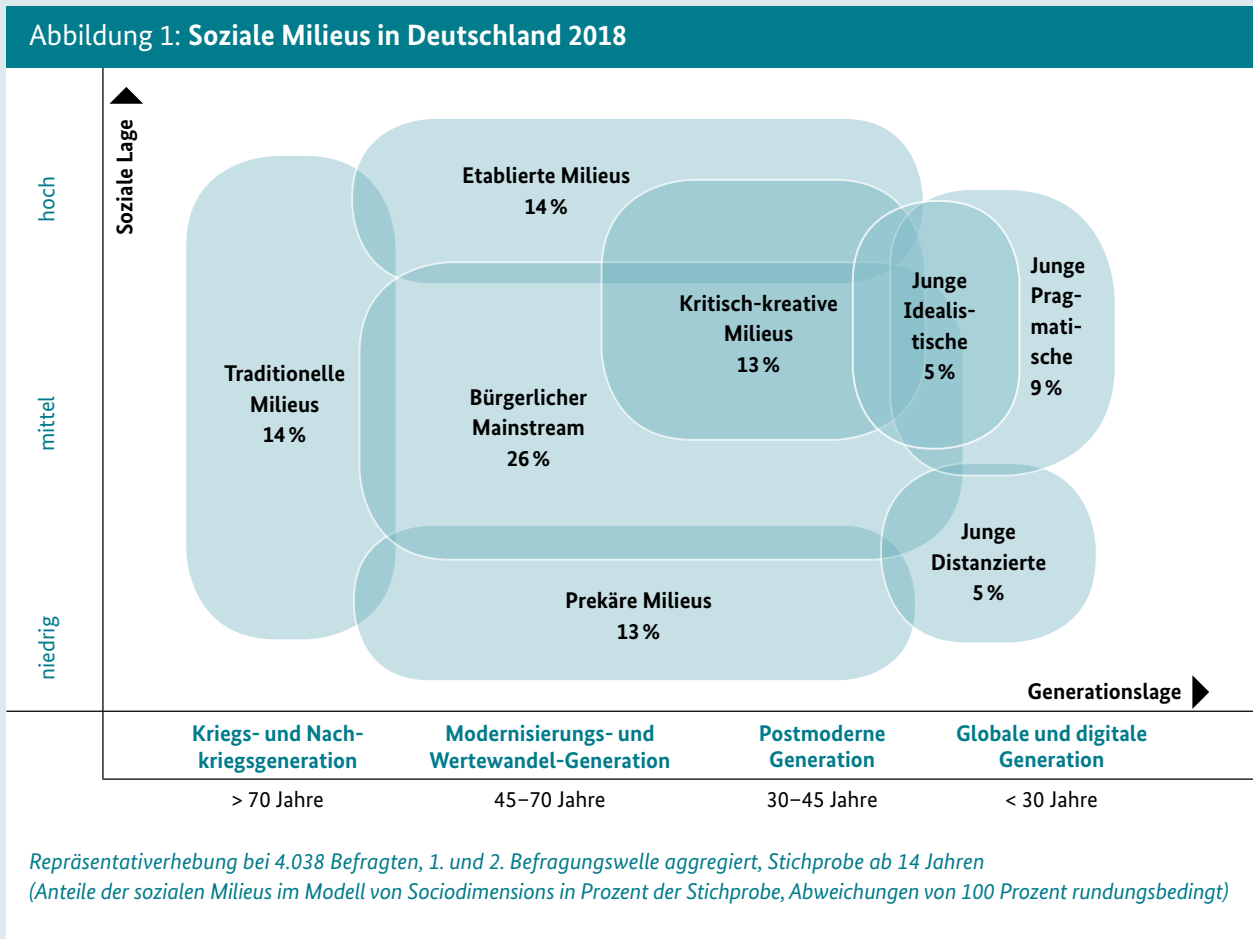 Abbildung 1: Soziale Milieus in Deutschland 2018
Soziale Lage
hoch
mittel
niedrig
Etablierte Milieus
14 %
Kritisch-kreative
Milieus
13 %
Junge
Idealis-
tische
5 %
Junge
Prag-
mati-
sche
9 %
Traditionelle
Milieus
14 %
Bürgerlicher
Mainstream
26 %
Junge
Distanzierte
5 %
Prekäre Milieus
13 %
Generationslage
Kriegs- und Nach-
kriegsgeneration
Modernisierungs- und
Wertewandel-Generation
Postmoderne
Generation
Globale und digitale
Generation
> 70 Jahre
45–70 Jahre
30–45 Jahre
< 30 Jahre
Repräsentativerhebung bei 4.038 Befragten, 1. und 2. Befragungswelle aggregiert, Stichprobe ab 14 Jahren
(Anteile der sozialen Milieus im Modell von Sociodimensions in Prozent der Stichprobe, Abweichungen von 100 Prozent rundungsbedingt)